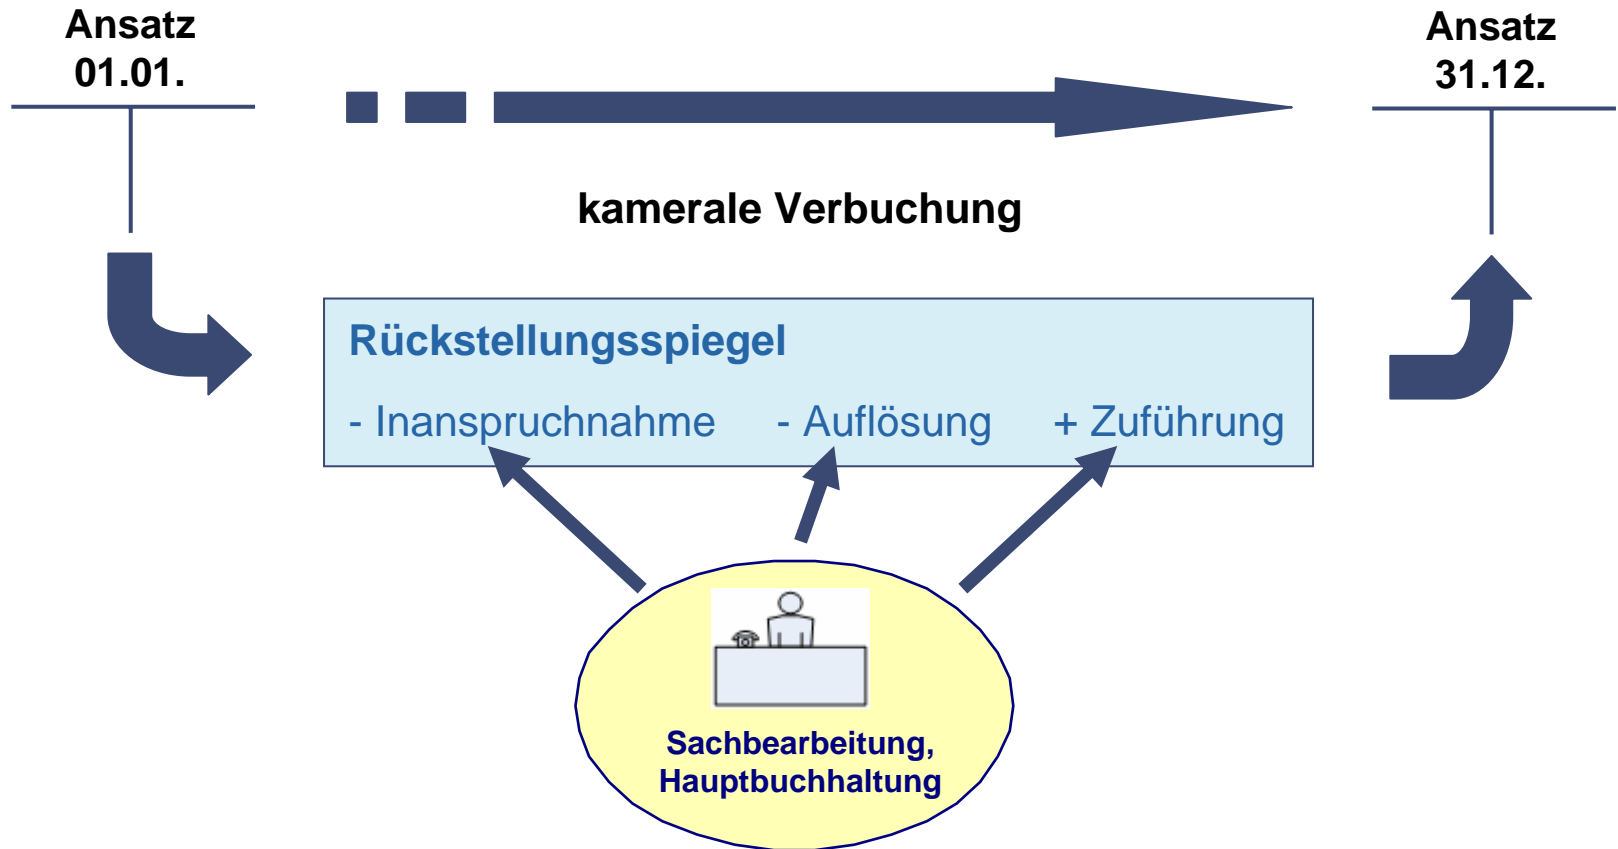 Ansatz
01.01.
Ansatz
31.12.
kamerale Verbuchung
Rückstellungsspiegel
- Inanspruchnahme - Auflösung + Zuführung
Sachbearbeitung,
Hauptbuchhaltung